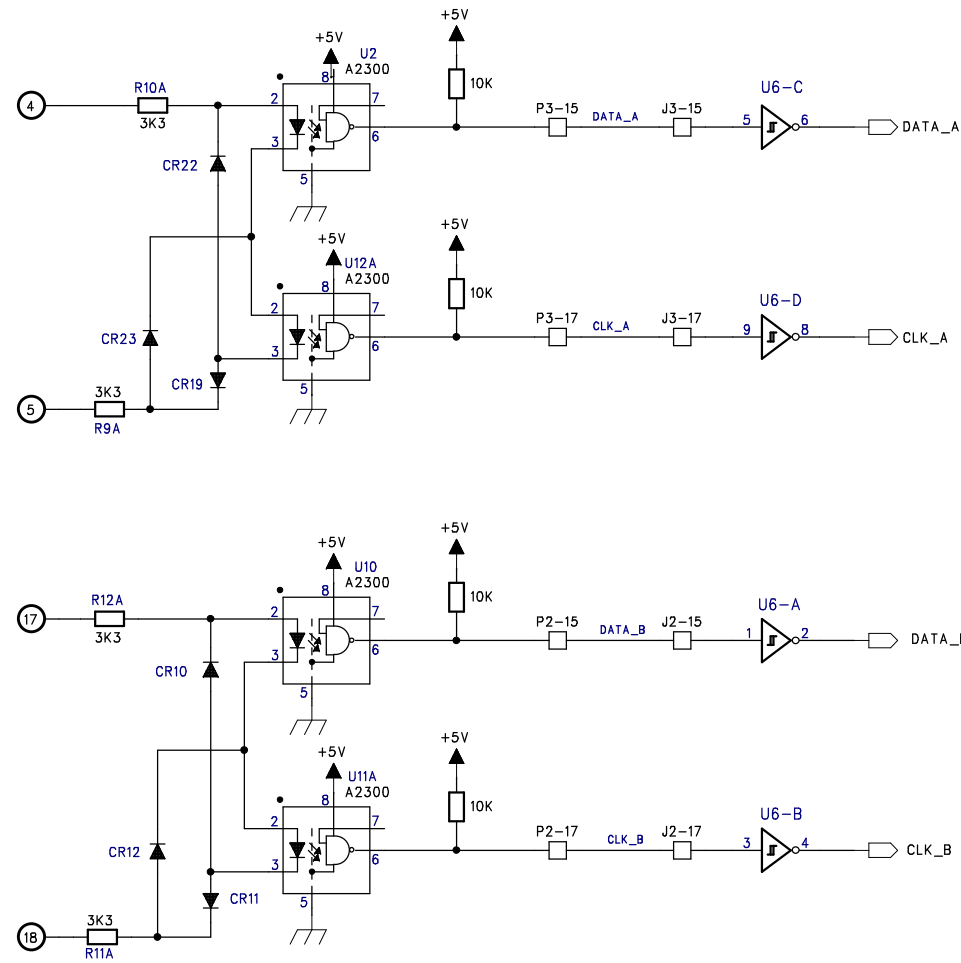 +5V
+5V
U2
A2300
8
10K
R10A
3K3
4
2
7
3
6
5
CR22
P3-15
DATA_A
J3-15
U6-C
5
6
DATA_A
+5V
+5V
U12A
A2300
8
10K
2
7
3
6
5
CR23
CR19
3K3
5
R9A
P3-17
CLK_A
J3-17
U6-D
9
8
CLK_A
+5V
+5V
U10
A2300
8
10K
R12A
3K3
17
2
7
3
6
5
CR10
P2-15
DATA_B
J2-15
U6-A
1
2
DATA_
+5V
+5V
U11A
A2300
8
10K
2
7
3
6
5
CR12
CR11
3K3
18
R11A
P2-17
CLK_B
J2-17
U6-B
3
4
CLK_B